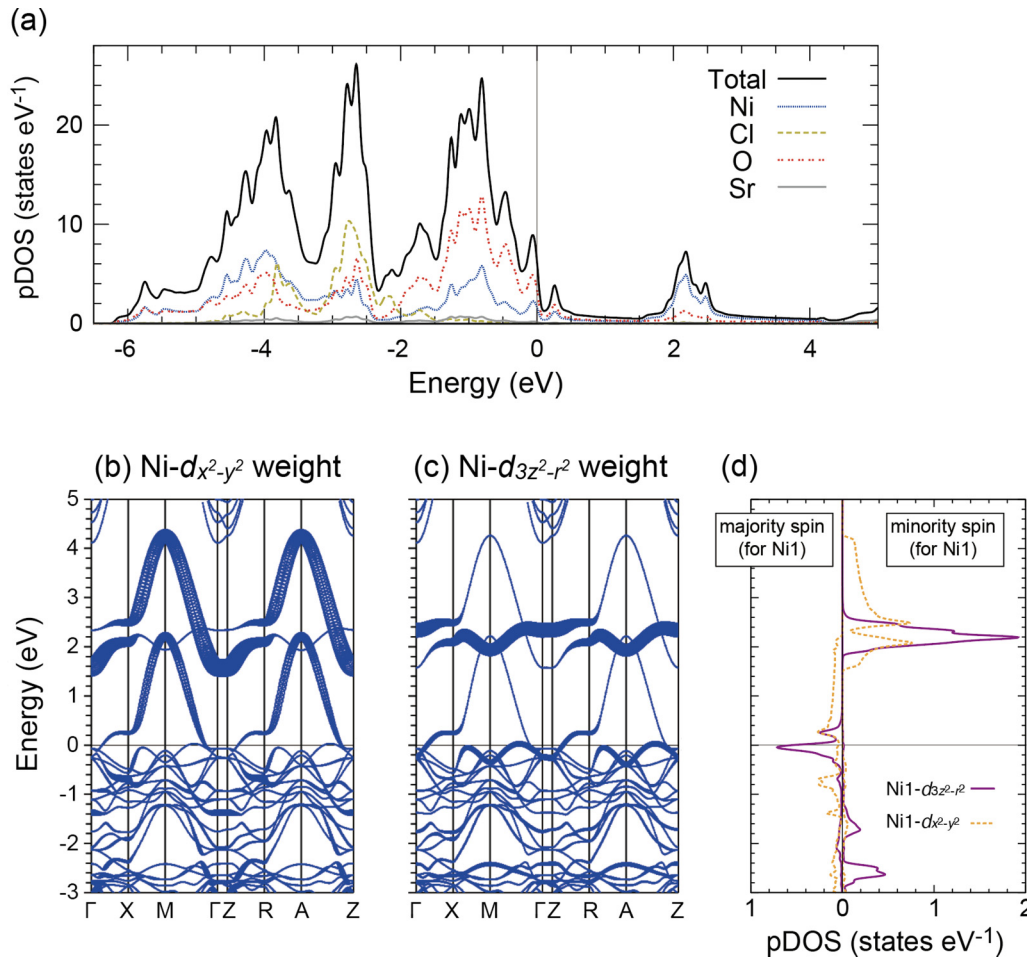 (a)
pDOS (states eV⁻¹)
20
10
0
Total
Ni
Cl
O
Sr
-6 -4 -2 0 2 4
Energy (eV)
(b) Ni-dx²-y² weight
(c) Ni-d3z²-r² weight
(d)
Energy (eV)
5
4
3
2
1
0
-1
-2
-3
Γ X M Γ Z R A Z
Γ X M Γ Z R A Z
majority spin
(for Ni1)
minority spin
(for Ni1)
Ni1-d3z²-r²
Ni1-dx²-y²
1 0 1 2
pDOS (states eV⁻¹)